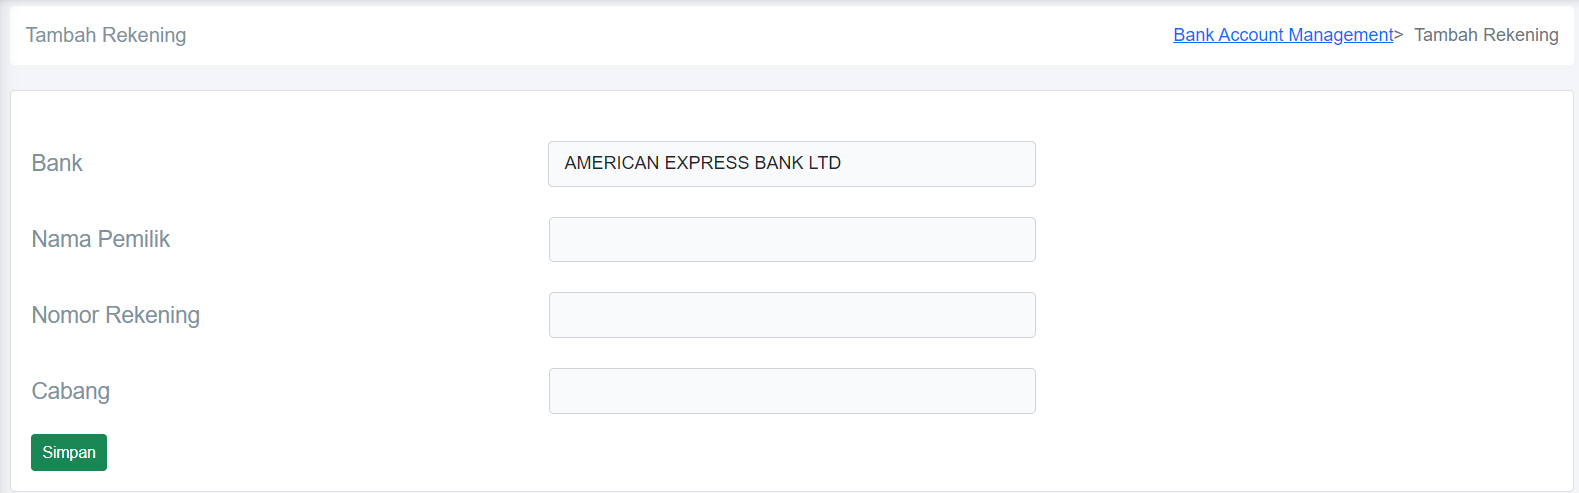 Tambah Rekening
Bank Account Management> Tambah Rekening
Bank
AMERICAN EXPRESS BANK LTD
Nama Pemilik
Nomor Rekening
Cabang
Simpan